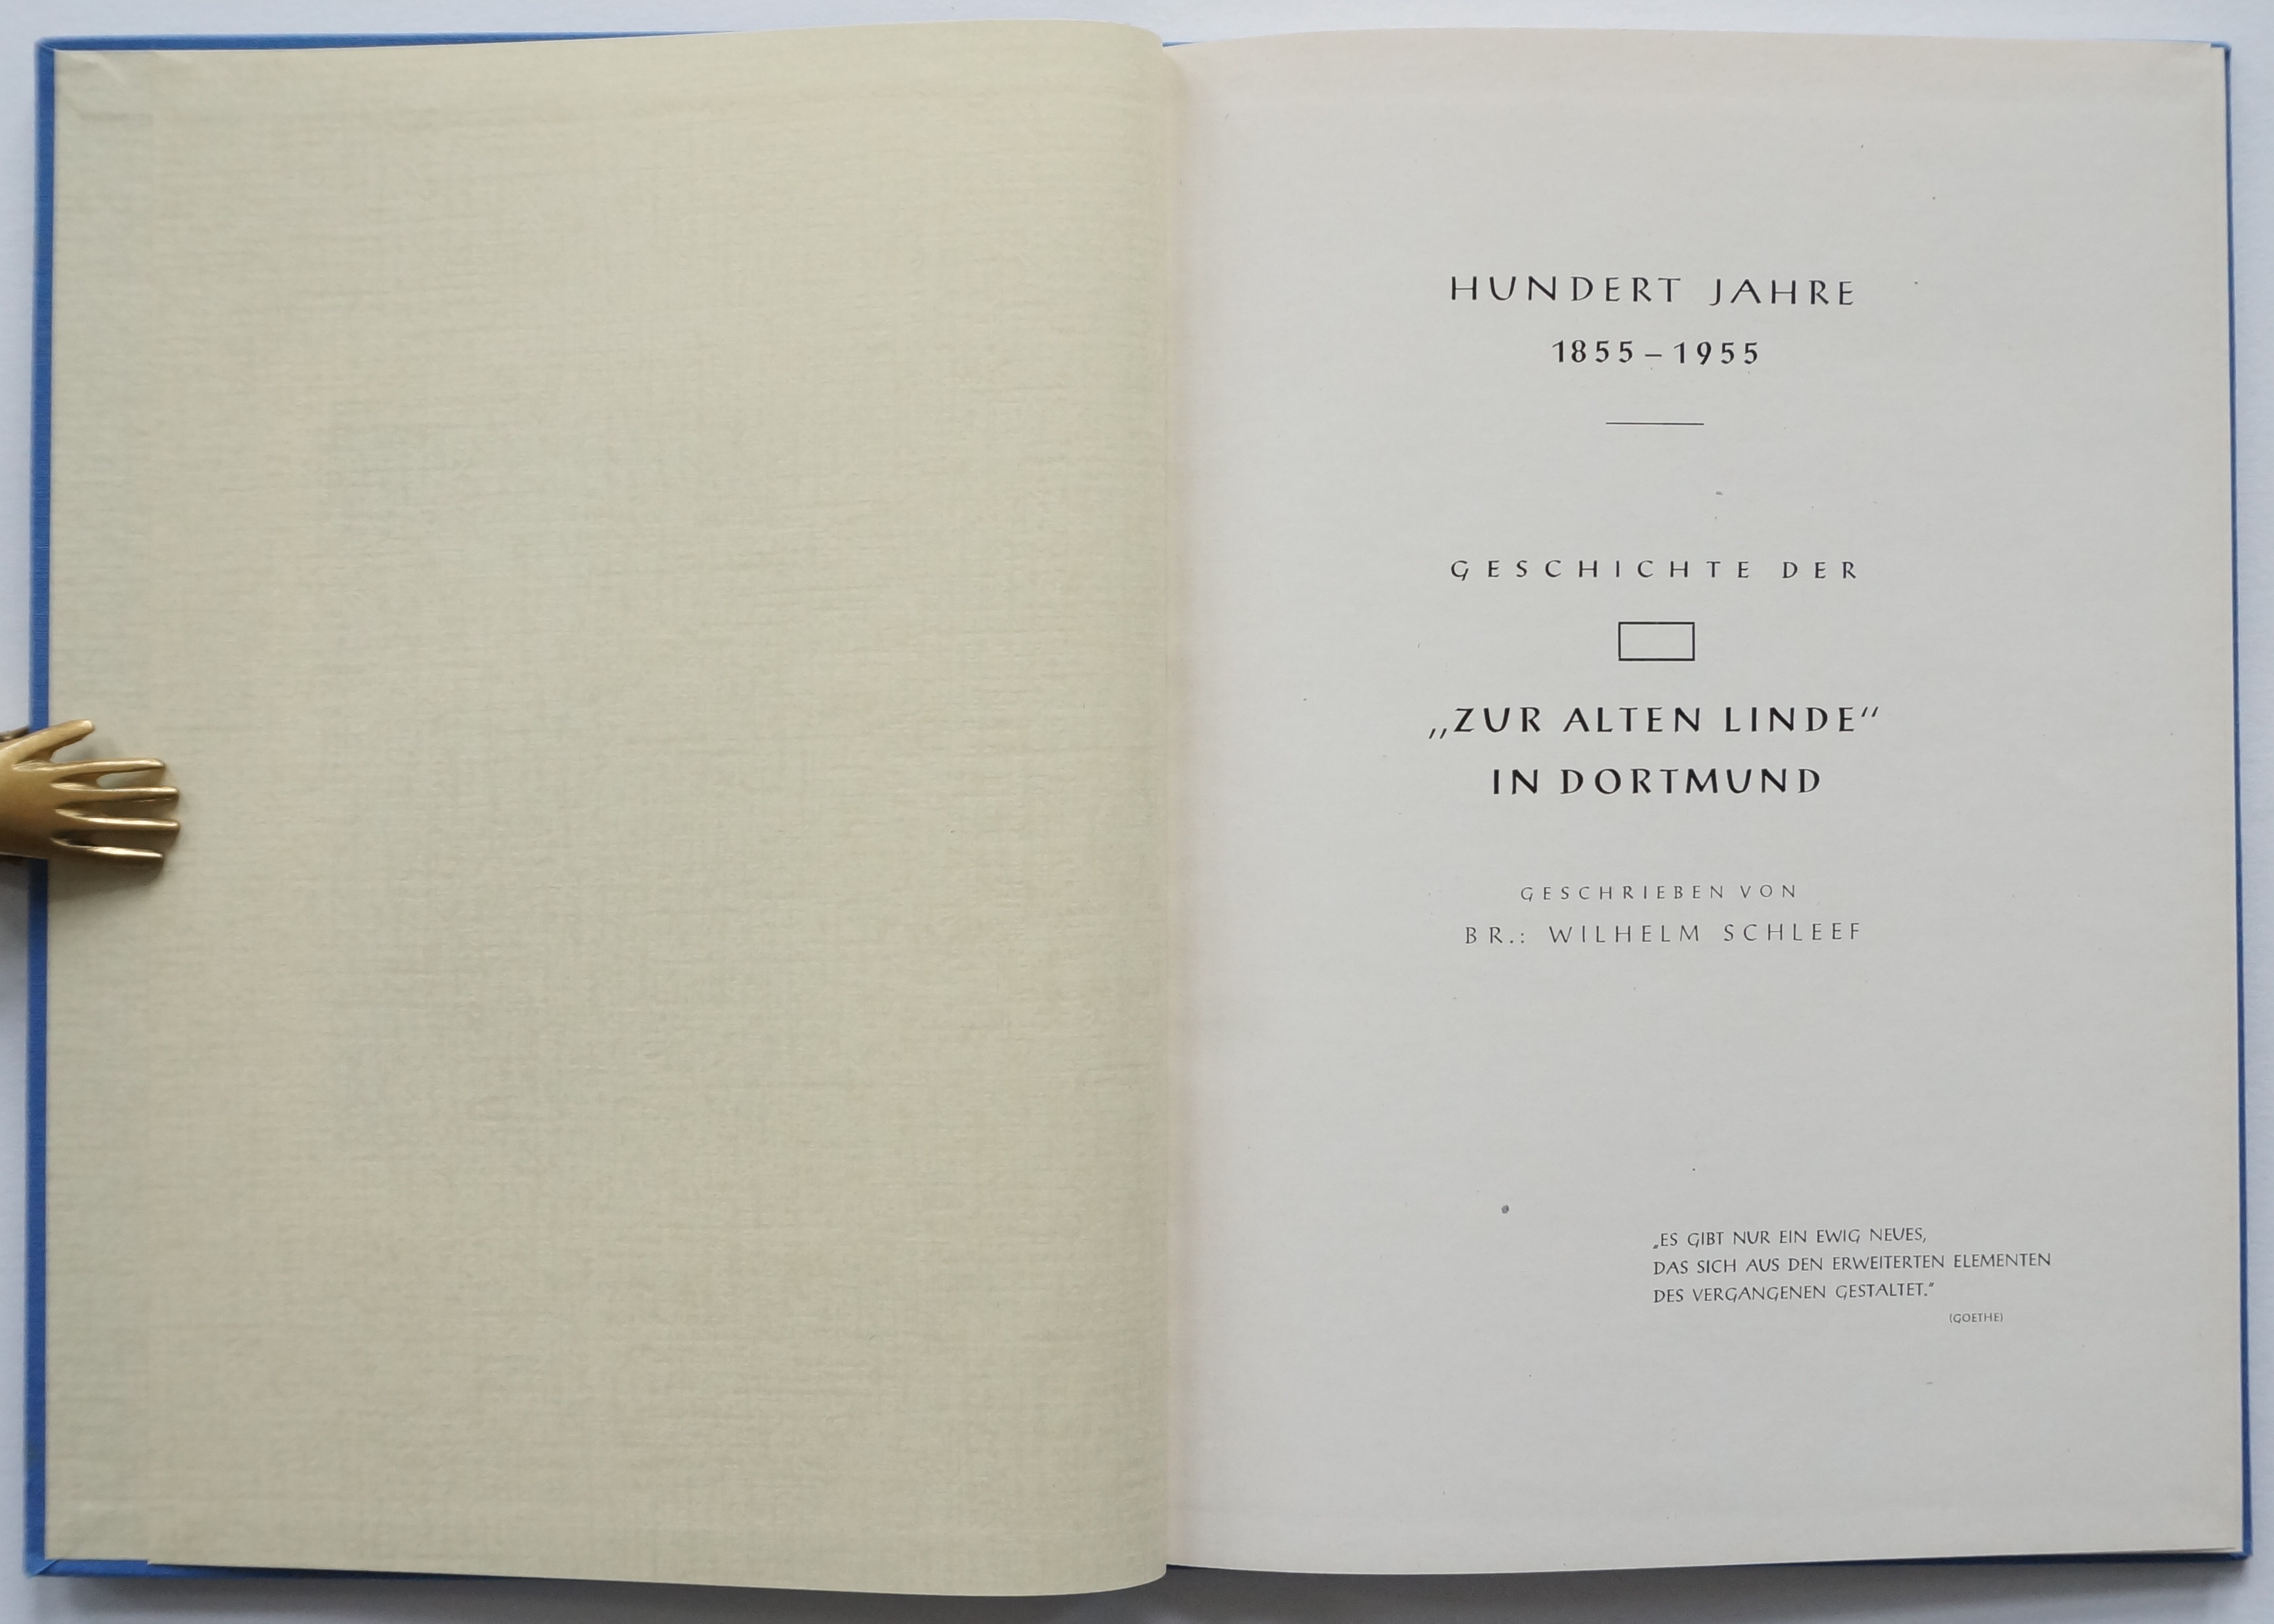 HUNDERT JAHRE
1855–1955
GESCHICHTE DER
„ZUR ALTEN LINDE“
IN DORTMUND
GESCHRIEBEN VON
BR.: WILHELM SCHLEEF
„ES GIBT NUR EIN EWIG NEUES,
DAS SICH AUS DEN ERWEITERTEN ELEMENTEN
DES VERGANGENEN GESTALTET.“
(GOETHE)